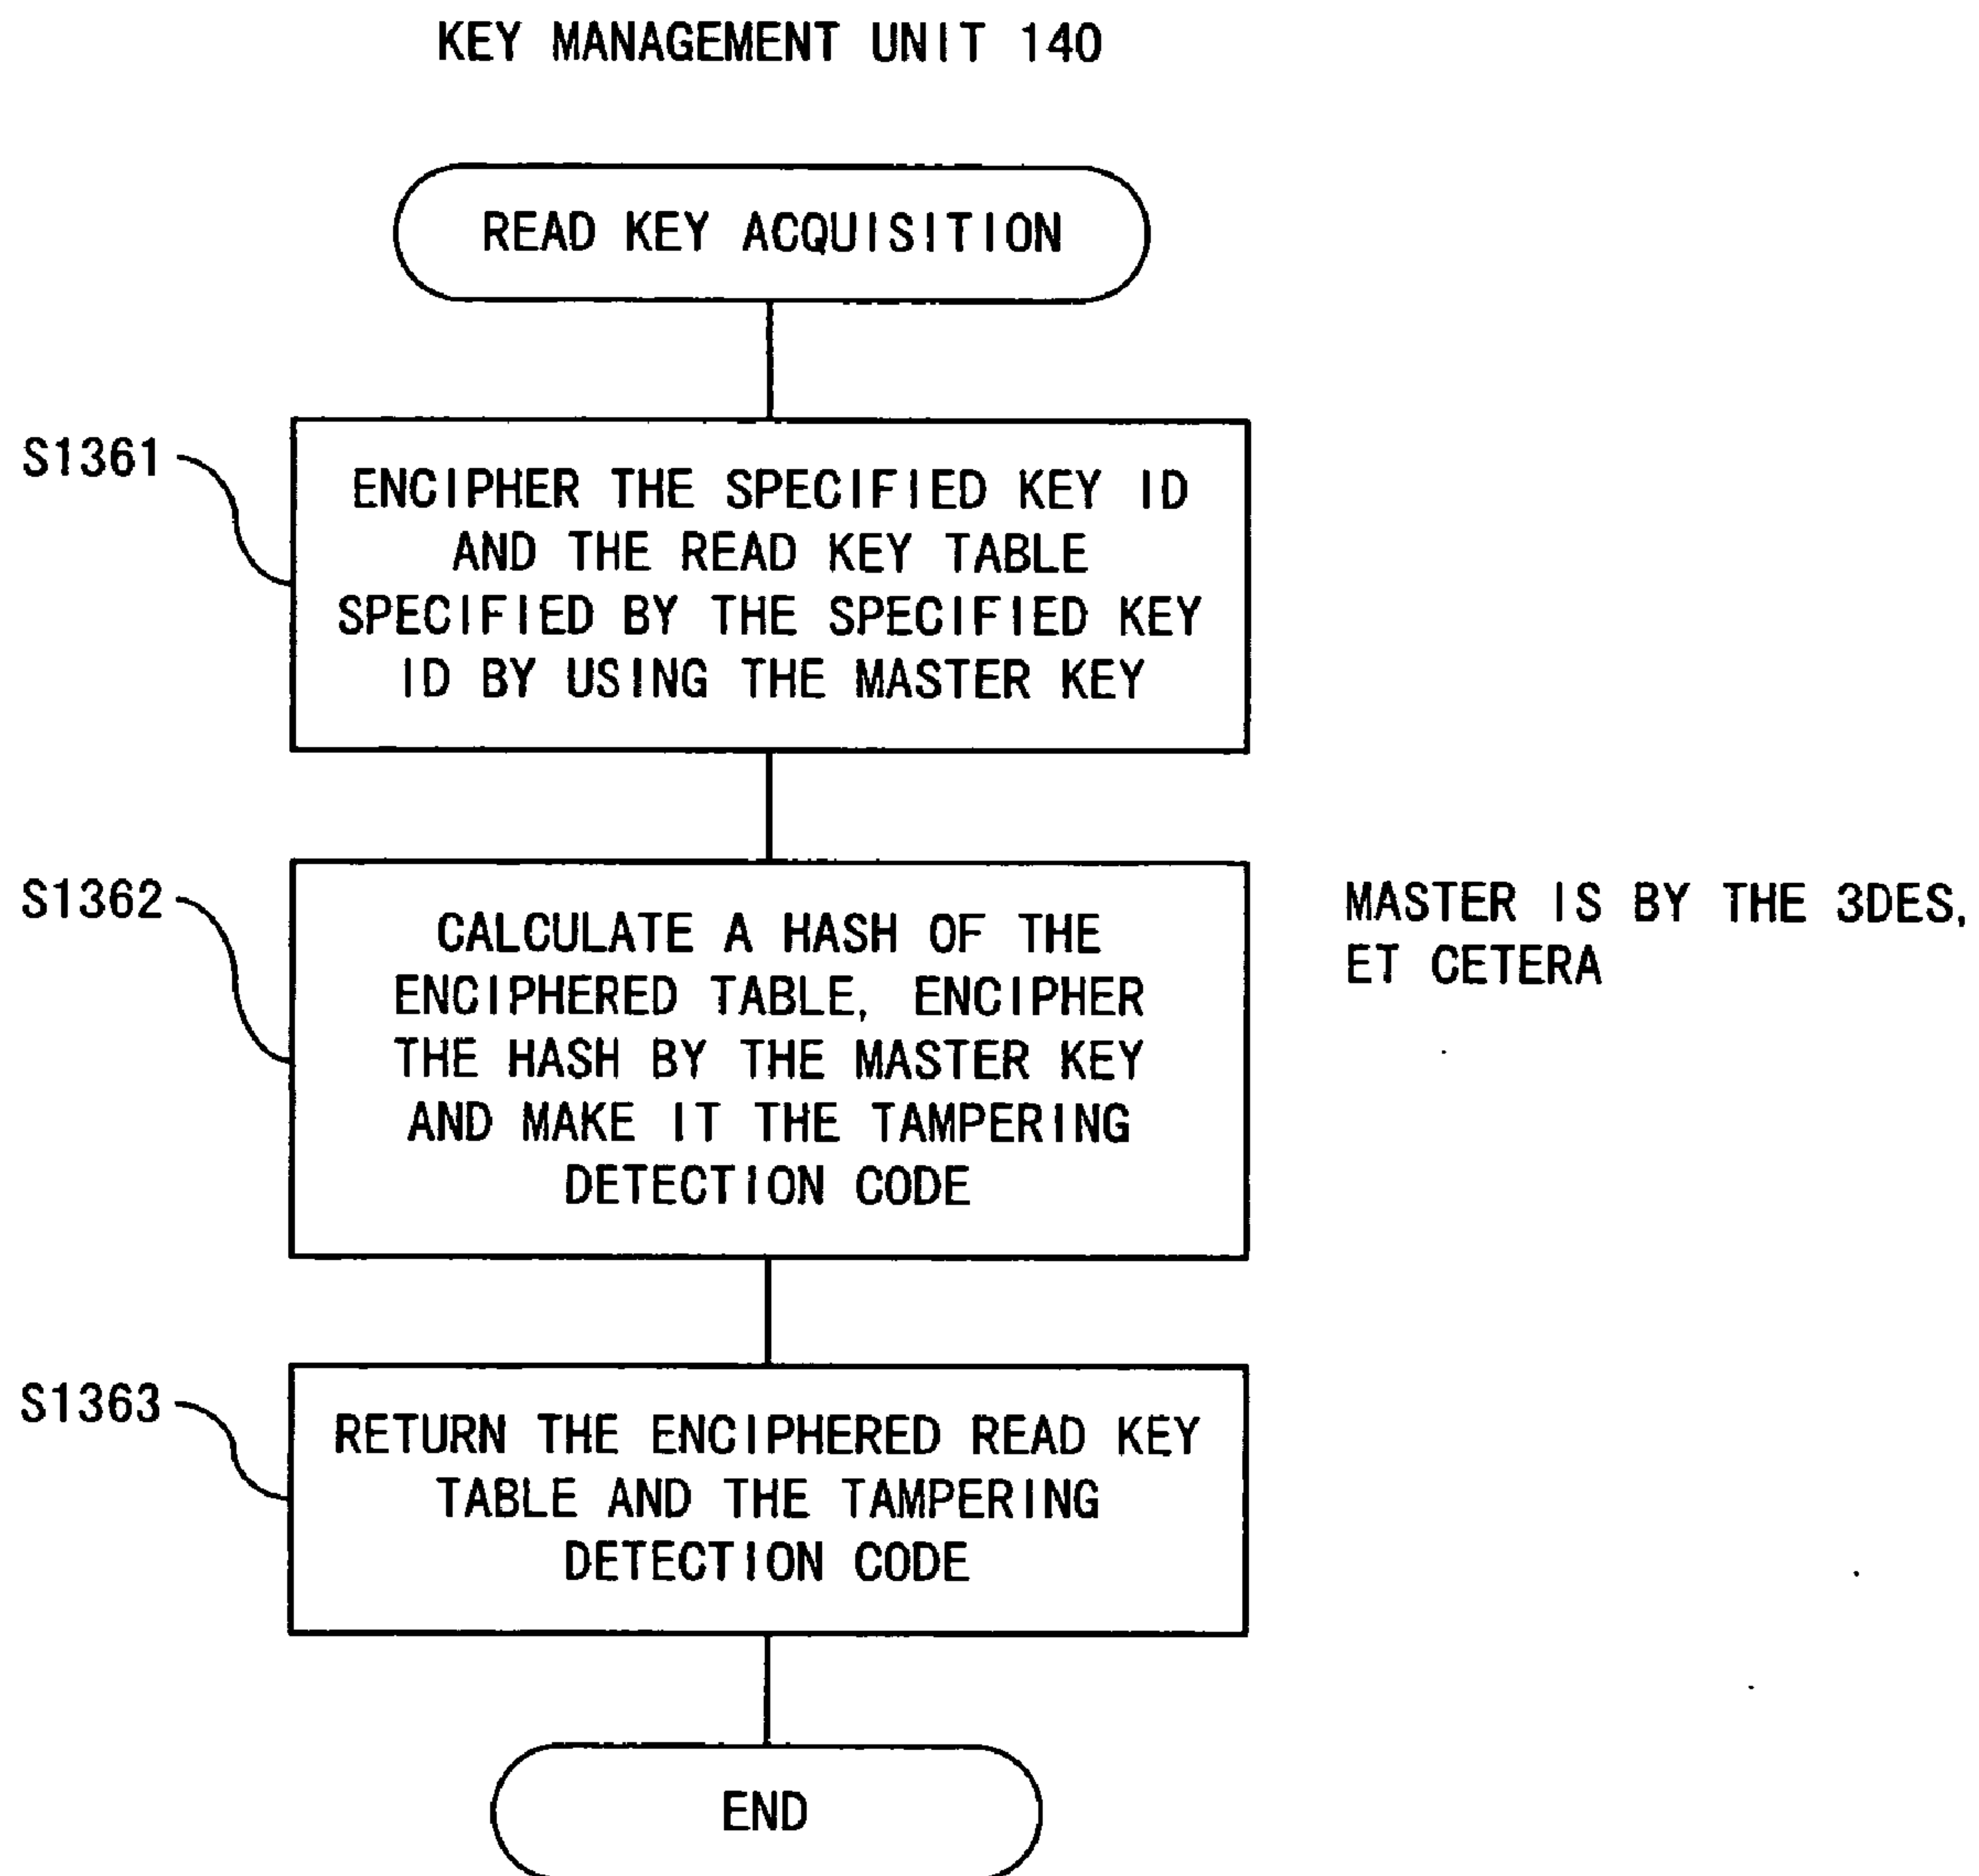 KEY MANAGEMENT UNIT 140
READ KEY ACQUISITION
S1361
ENCIPHER THE SPECIFIED KEY ID
AND THE READ KEY TABLE
SPECIFIED BY THE SPECIFIED KEY
ID BY USING THE MASTER KEY
S1362
CALCULATE A HASH OF THE
ENCIPHERED TABLE, ENCIPHER
THE HASH BY THE MASTER KEY
AND MAKE IT THE TAMPERING
DETECTION CODE
MASTER IS BY THE 3DES,
ET CETERA
S1363
RETURN THE ENCIPHERED READ KEY
TABLE AND THE TAMPERING
DETECTION CODE
END